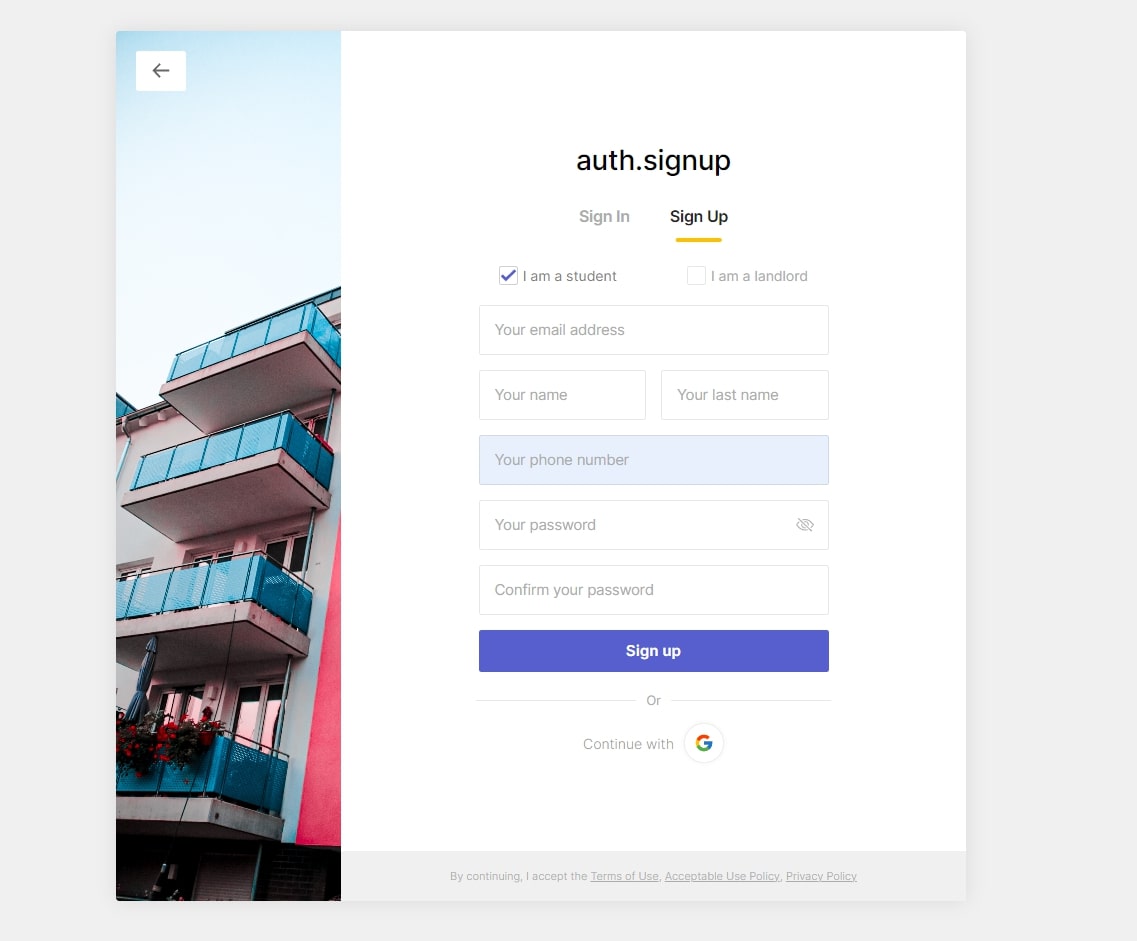 auth.signup
Sign In Sign Up
I am a student I am a landlord
Your email address
Your name Your last name
Your phone number
Your password
Confirm your password
Sign up
Or
Continue with
By continuing, I accept the Terms of Use, Acceptable Use Policy, Privacy Policy